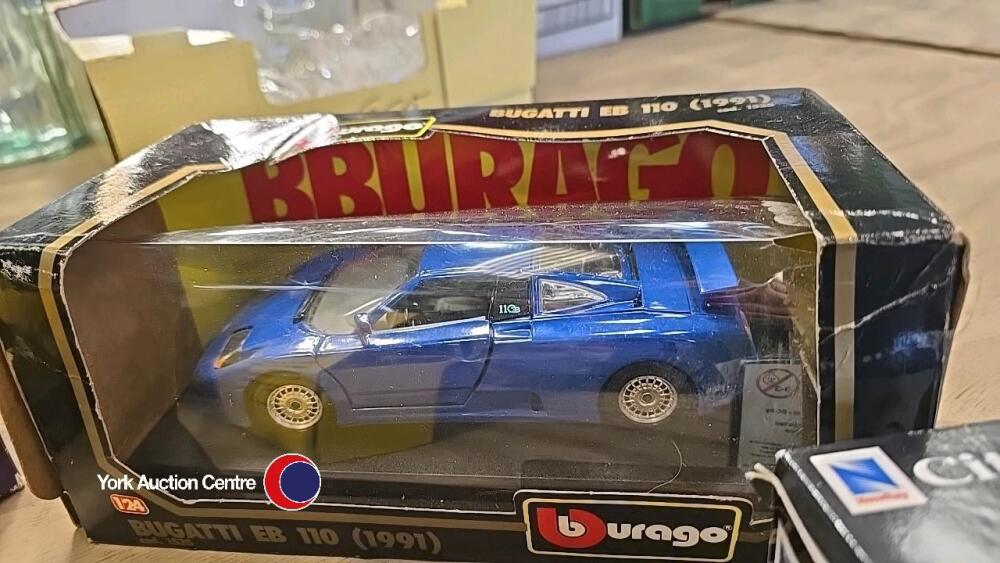 BUGATTI EB 110 (1991)
BBURAGO
110
York Auction Centre
1:24
BUGATTI EB 110 (1991)
burago
Ci